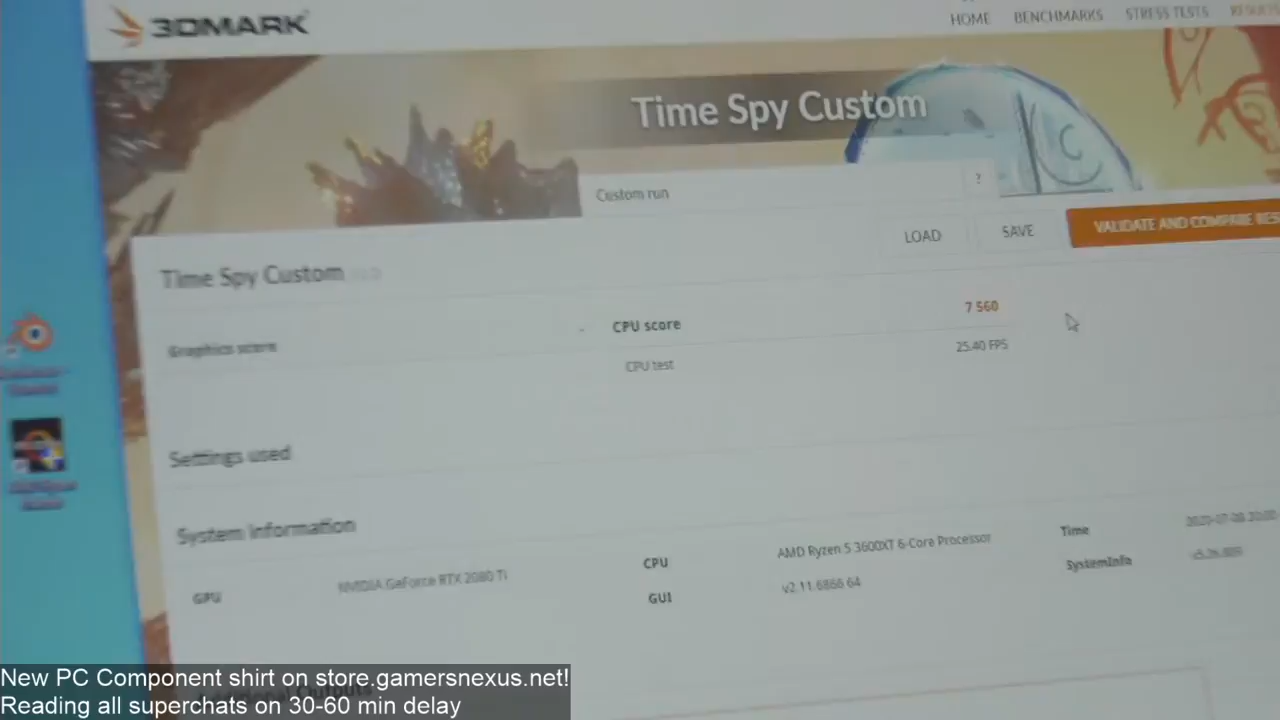 3DMARK
HOME BENCHMARKS STRESS TESTS
Time Spy Custom
Custom run ?
LOAD SAVE VALIDATE AND COMPARE
Time Spy Custom
Graphics score
CPU score 7 560
CPU test 25.40 FPS
Settings used
System information
GPU NVIDIA GeForce RTX 2080 Ti
CPU AMD Ryzen 5 3600XT 6-Core Processor
GUI v2.11.6866 64
Time
SystemInfo
New PC Component shirt on store.gamersnexus.net!
Reading all superchats on 30-60 min delay